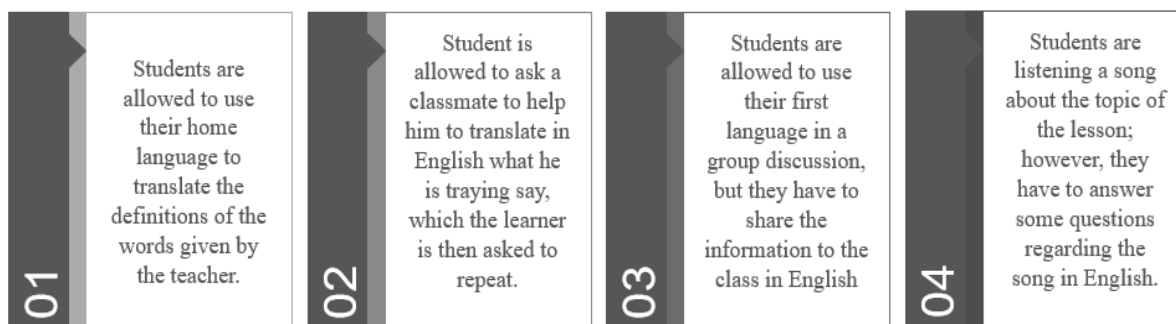 01
Students are
allowed to use
their home
language to
translate the
definitions of the
words given by
the teacher.
02
Student is
allowed to ask a
classmate to help
him to translate in
English what he
is traying say,
which the learner
is then asked to
repeat.
03
Students are
allowed to use
their first
language in a
group discussion,
but they have to
share the
information to the
class in English
04
Students are
listening a song
about the topic of
the lesson;
however, they
have to answer
some questions
regarding the
song in English.